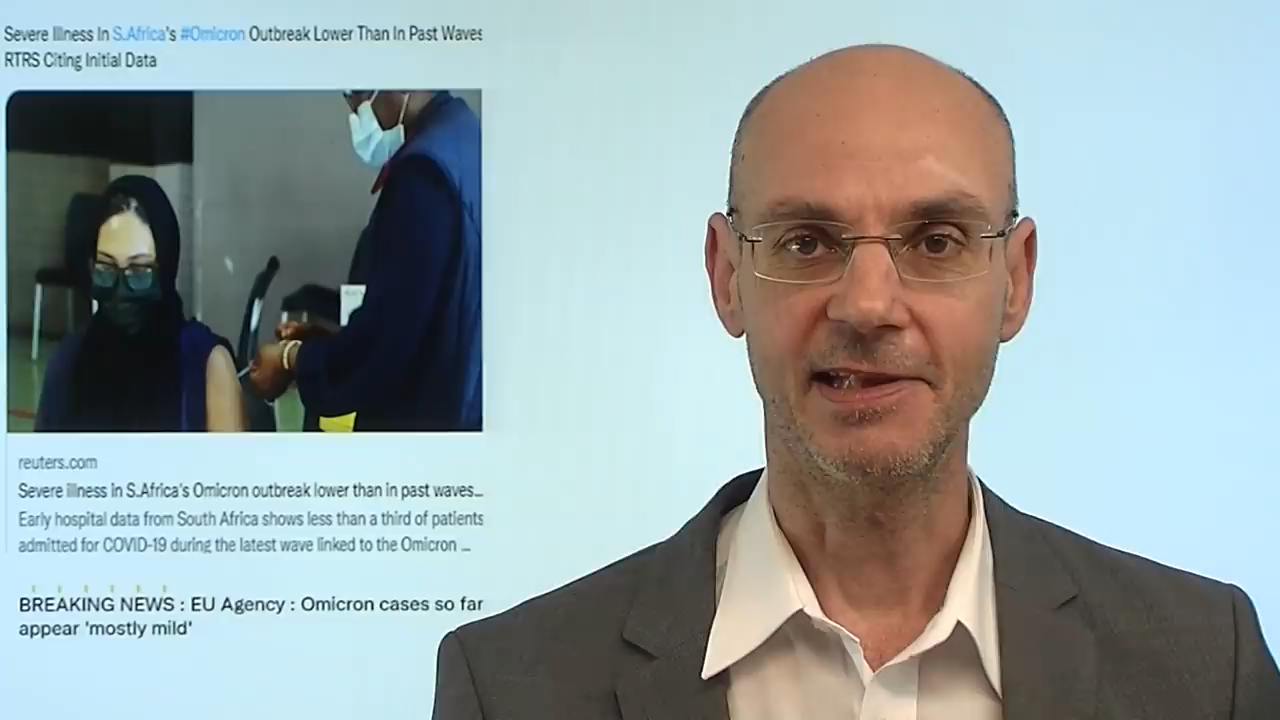 Severe Illness In S.Africa's #Omicron Outbreak Lower Than In Past Waves
RTRS Citing Initial Data
reuters.com
Severe illness in S.Africa's Omicron outbreak lower than in past waves...
Early hospital data from South Africa shows less than a third of patients
admitted for COVID-19 during the latest wave linked to the Omicron ...
BREAKING NEWS : EU Agency : Omicron cases so far
appear 'mostly mild'